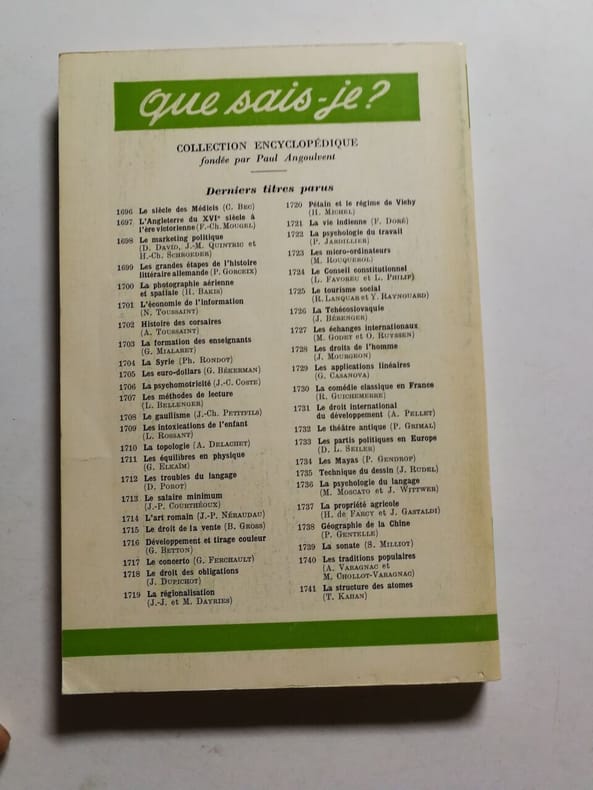 que sais-je?
COLLECTION ENCYCLOPÉDIQUE
fondée par Paul Angoulvent
Derniers titres parus
1696 Le siècle des Médicis (C. BEC)
1697 L'Angleterre du XVIe siècle à
l'ère victorienne (F.-Ch. MOUGEL)
1698 Le marketing politique
(D. DAVID, J.-M. QUINTRIC et
H.-Ch. SCHROEDER)
1699 Les grandes étapes de l'histoire
littéraire allemande (P. GORCEIX)
1700 La photographie aérienne
et spatiale (H. BAKIS)
1701 L'économie de l'information
(N. TOUSSAINT)
1702 Histoire des corsaires
(A. TOUSSAINT)
1703 La formation des enseignants
(G. MIALARET)
1704 La Syrie (Ph. RONDOT)
1705 Les euro-dollars (G. BÉKERMAN)
1706 La psychomotricité (J.-C. COSTE)
1707 Les méthodes de lecture
(L. BELLENGER)
1708 Le gaullisme (J.-Ch. PETITFILS)
1709 Les intoxications de l'enfant
(L. ROSSANT)
1710 La topologie (A. DELACHET)
1711 Les équilibres en physique
(G. ELKAÏM)
1712 Les troubles du langage
(D. POROT)
1713 Le salaire minimum
(J.-P. COURTHÉOUX)
1714 L'art romain (J.-P. NÉRAUDAU)
1715 Le droit de la vente (B. GROSS)
1716 Développement et tirage couleur
(G. BETTON)
1717 Le concerto (G. FERCHAULT)
1718 Le droit des obligations
(J. DUPICHOT)
1719 La régionalisation
(J.-J. et M. DAYRIES)
1720 Pétain et le régime de Vichy
(H. MICHEL)
1721 La vie indienne (F. DORÉ)
1722 La psychologie du travail
(P. JARDILLIER)
1723 Les micro-ordinateurs
(M. ROUQUEROL)
1724 Le Conseil constitutionnel
(L. FAVOREU et L. PHILIP)
1725 Le tourisme social
(R. LANQUAR et Y. RAYNOUARD)
1726 La Tchécoslovaquie
(J. BÉRENGER)
1727 Les échanges internationaux
(M. GODET et O. RUYSSEN)
1728 Les droits de l'homme
(J. MOURGEON)
1729 Les applications linéaires
(G. CASANOVA)
1730 La comédie classique en France
(R. GUICHEMERRE)
1731 Le droit international
du développement (A. PELLET)
1732 Le théâtre antique (P. GRIMAL)
1733 Les partis politiques en Europe
(D. L. SEILER)
1734 Les Mayas (P. GENDROP)
1735 Technique du dessin (J. RUDEL)
1736 La psychologie du langage
(M. MOSCATO et J. WITTWER)
1737 La propriété agricole
(H. de FARCY et J. GASTALDI)
1738 Géographie de la Chine
(P. GENTELLE)
1739 La sonate (S. MILLIOT)
1740 Les traditions populaires
(A. VARAGNAC et
M. CHOLLOT-VARAGNAC)
1741 La structure des atomes
(T. KAHAN)